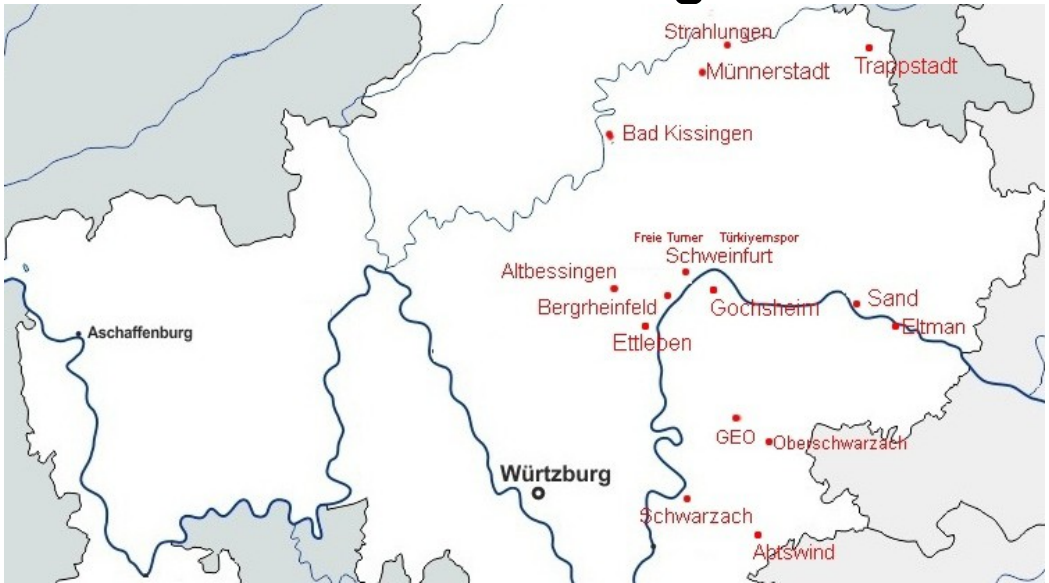 Strahlungen
Münnerstadt
Trappstadt
Bad Kissingen
Freie Turner
Türkiyemspor
Schweinfurt
Altbessingen
Bergrheinfeld
Gochsheim
Sand
Eltman
Ettleben
Aschaffenburg
GEO
Oberschwarzach
Würtzburg
Schwarzach
Abtswind